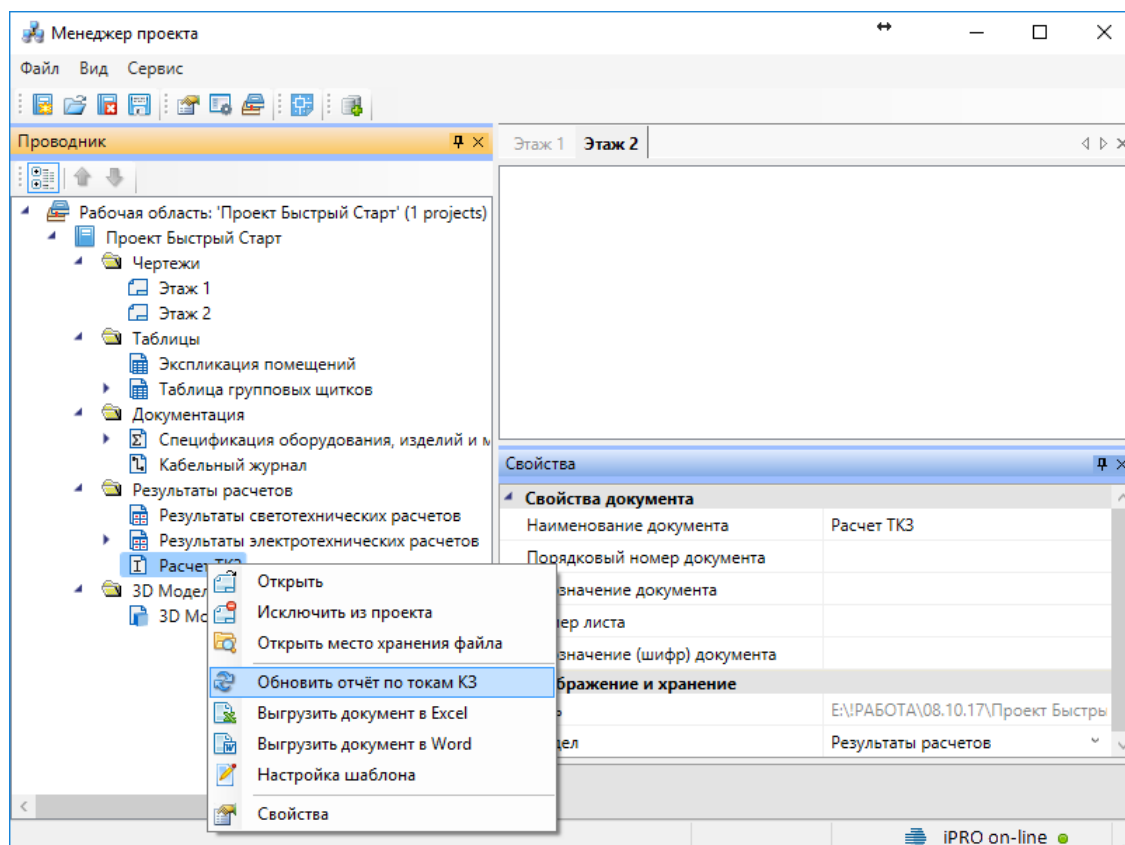 Менеджер проекта
Файл Вид Сервис
Проводник
Рабочая область: 'Проект Быстрый Старт' (1 projects)
Проект Быстрый Старт
Чертежи
Этаж 1
Этаж 2
Таблицы
Экспликация помещений
Таблица групповых щитков
Документация
Спецификация оборудования, изделий и м
Кабельный журнал
Результаты расчетов
Результаты светотехнических расчетов
Результаты электротехнических расчетов
Расчет ТКЗ
3D Модел
3D Мо
Открыть
Исключить из проекта
Открыть место хранения файла
Обновить отчёт по токам КЗ
Выгрузить документ в Excel
Выгрузить документ в Word
Настройка шаблона
Свойства
Этаж 1 Этаж 2
Свойства
Свойства документа
Наименование документа Расчет ТКЗ
Порядковый номер документа
значение документа
ер листа
значение (шифр) документа
бражение и хранение
E:\!РАБОТА\08.10.17\Проект Быстры
дел Результаты расчетов
iPRO on-line